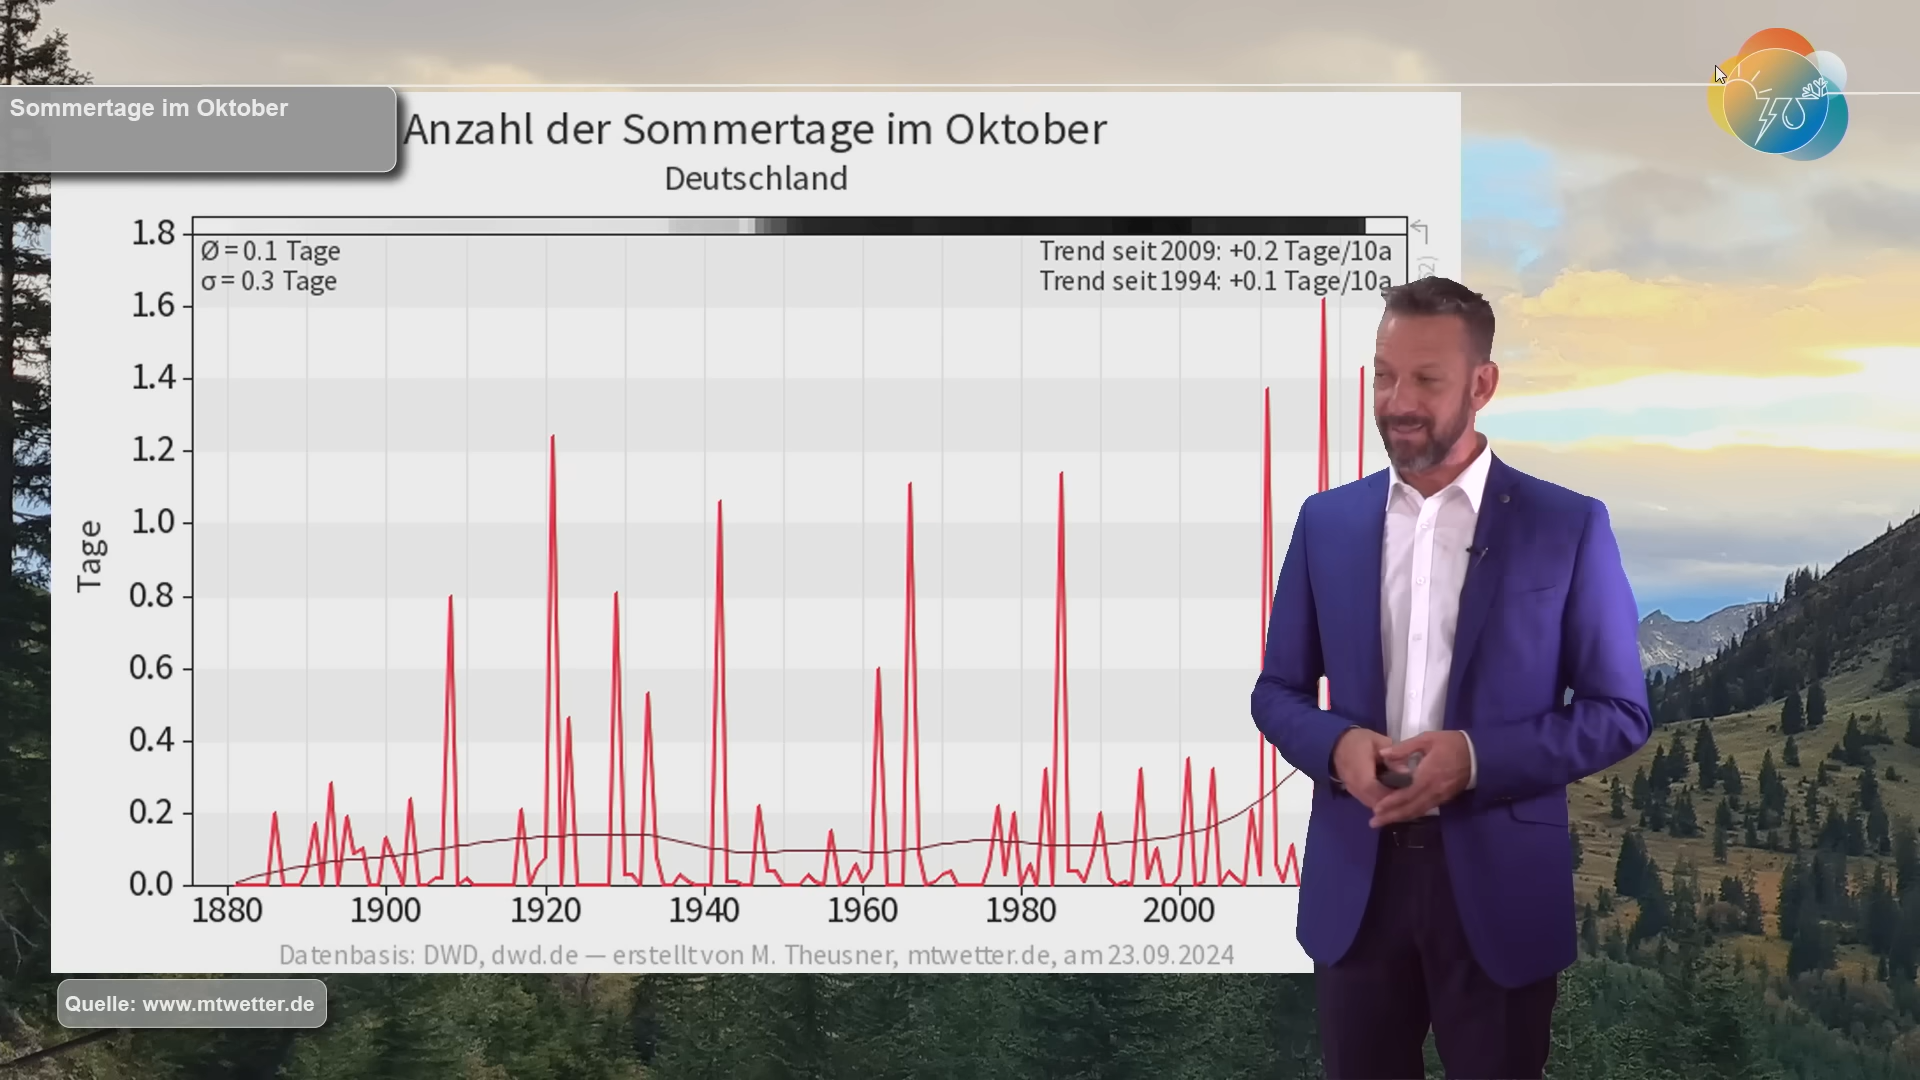 Sommertage im Oktober
Anzahl der Sommertage im Oktober
Deutschland
Ø = 0.1 Tage
σ = 0.3 Tage
Trend seit 2009: +0.2 Tage/10a
Trend seit 1994: +0.1 Tage/10a
Tage
1.8
1.6
1.4
1.2
1.0
0.8
0.6
0.4
0.2
0.0
1880 1900 1920 1940 1960 1980 2000
Datenbasis: DWD, dwd.de — erstellt von M. Theusner, mtwetter.de, am 23.09.2024
Quelle: www.mtwetter.de